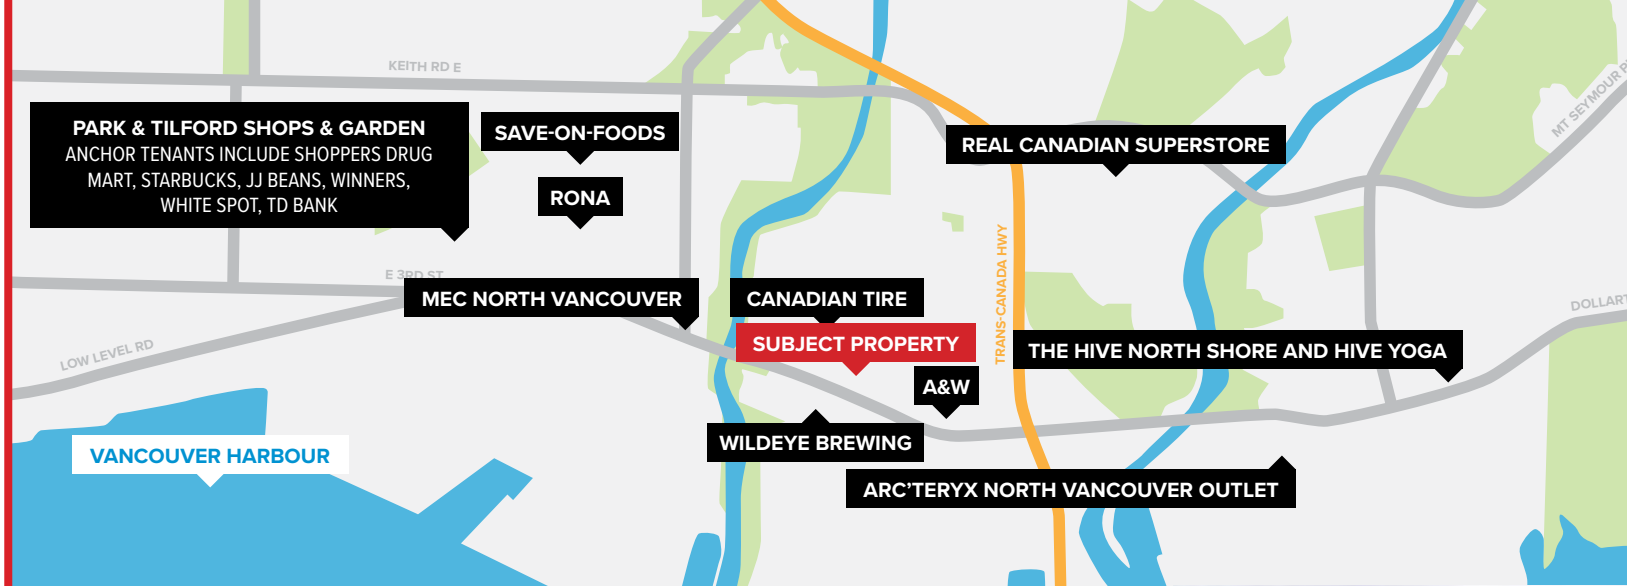 KEITH RD E
PARK & TILFORD SHOPS & GARDEN
ANCHOR TENANTS INCLUDE SHOPPERS DRUG
MART, STARBUCKS, JJ BEANS, WINNERS,
WHITE SPOT, TD BANK
SAVE-ON-FOODS
RONA
REAL CANADIAN SUPERSTORE
MT SEYMOUR P
TRANS-CANADA HWY
E 3RD ST
MEC NORTH VANCOUVER
CANADIAN TIRE
SUBJECT PROPERTY
DOLLART
LOW LEVEL RD
THE HIVE NORTH SHORE AND HIVE YOGA
A&W
WILDEYE BREWING
VANCOUVER HARBOUR
ARC'TERYX NORTH VANCOUVER OUTLET